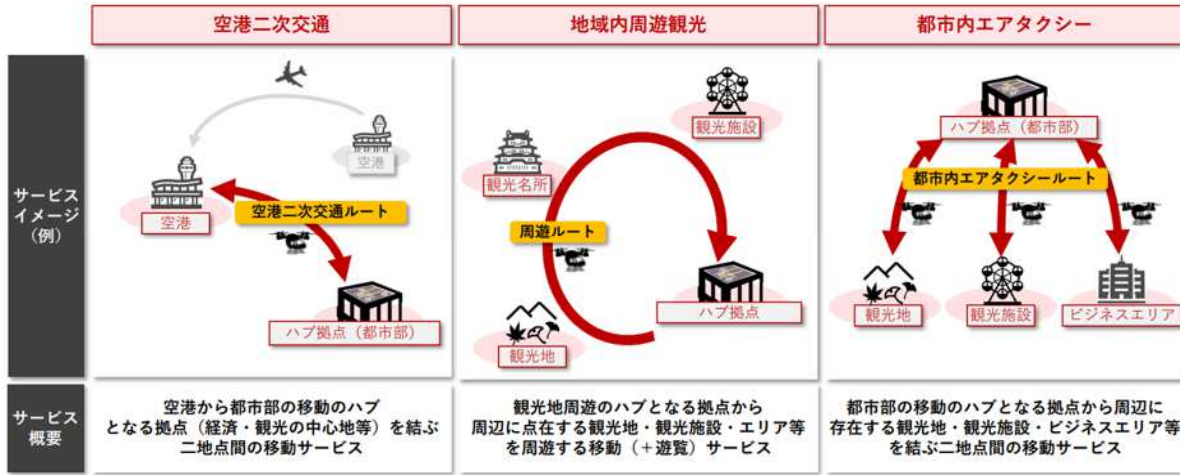 空港二次交通
地域内周遊観光
都市内エアタクシー
サービス
イメージ
（例）
空港
空港
空港二次交通ルート
ハブ拠点（都市部）
観光施設
観光名所
周遊ルート
ハブ拠点
観光地
ハブ拠点（都市部）
都市内エアタクシールート
観光地
観光施設
ビジネスエリア
サービス
概要
空港から都市部の移動のハブ
となる拠点（経済・観光の中心地等）を結ぶ
二地点間の移動サービス
観光地周遊のハブとなる拠点から
周辺に点在する観光地・観光施設・エリア等
を周遊する移動（＋遊覧）サービス
都市部の移動のハブとなる拠点から周辺に
存在する観光地・観光施設・ビジネスエリア等
を結ぶ二地点間の移動サービス